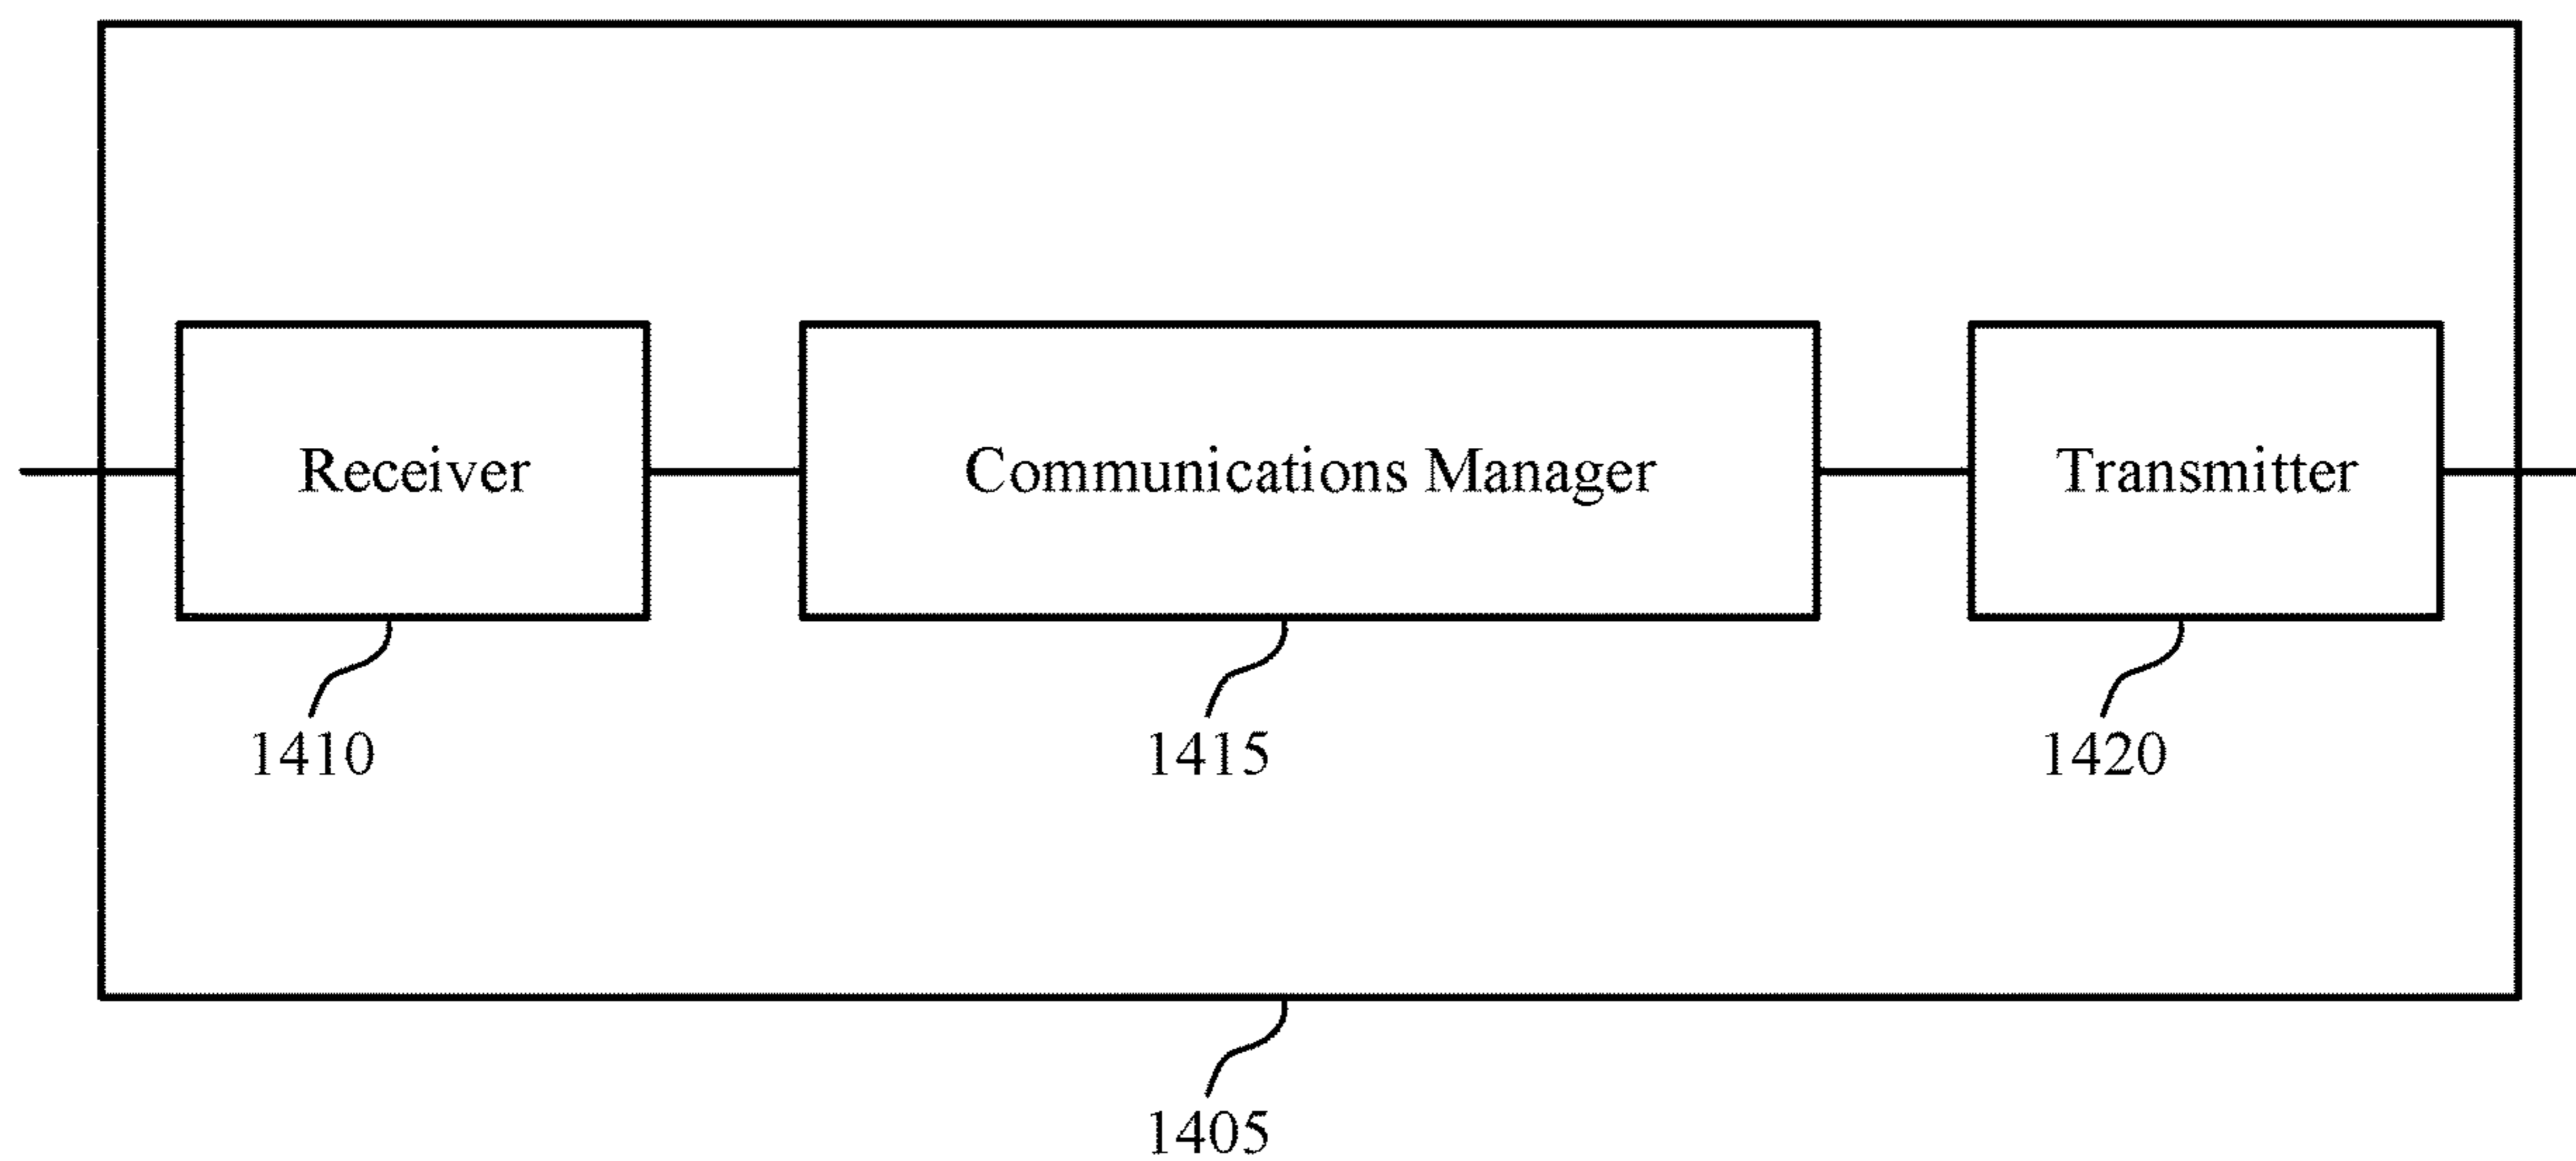 Receiver
Communications Manager
Transmitter
1410
1415
1420
1405